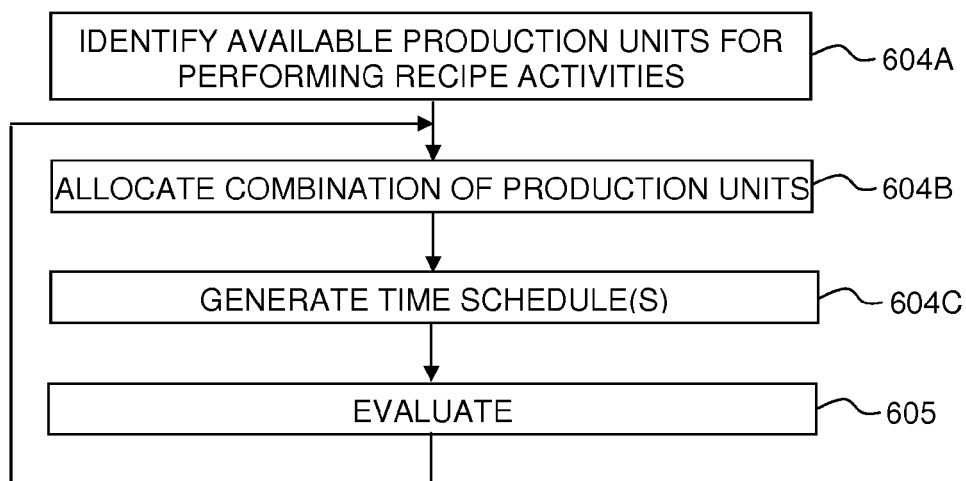 IDENTIFY AVAILABLE PRODUCTION UNITS FOR
PERFORMING RECIPE ACTIVITIES
604A
ALLOCATE COMBINATION OF PRODUCTION UNITS
604B
GENERATE TIME SCHEDULE(S)
604C
EVALUATE
605